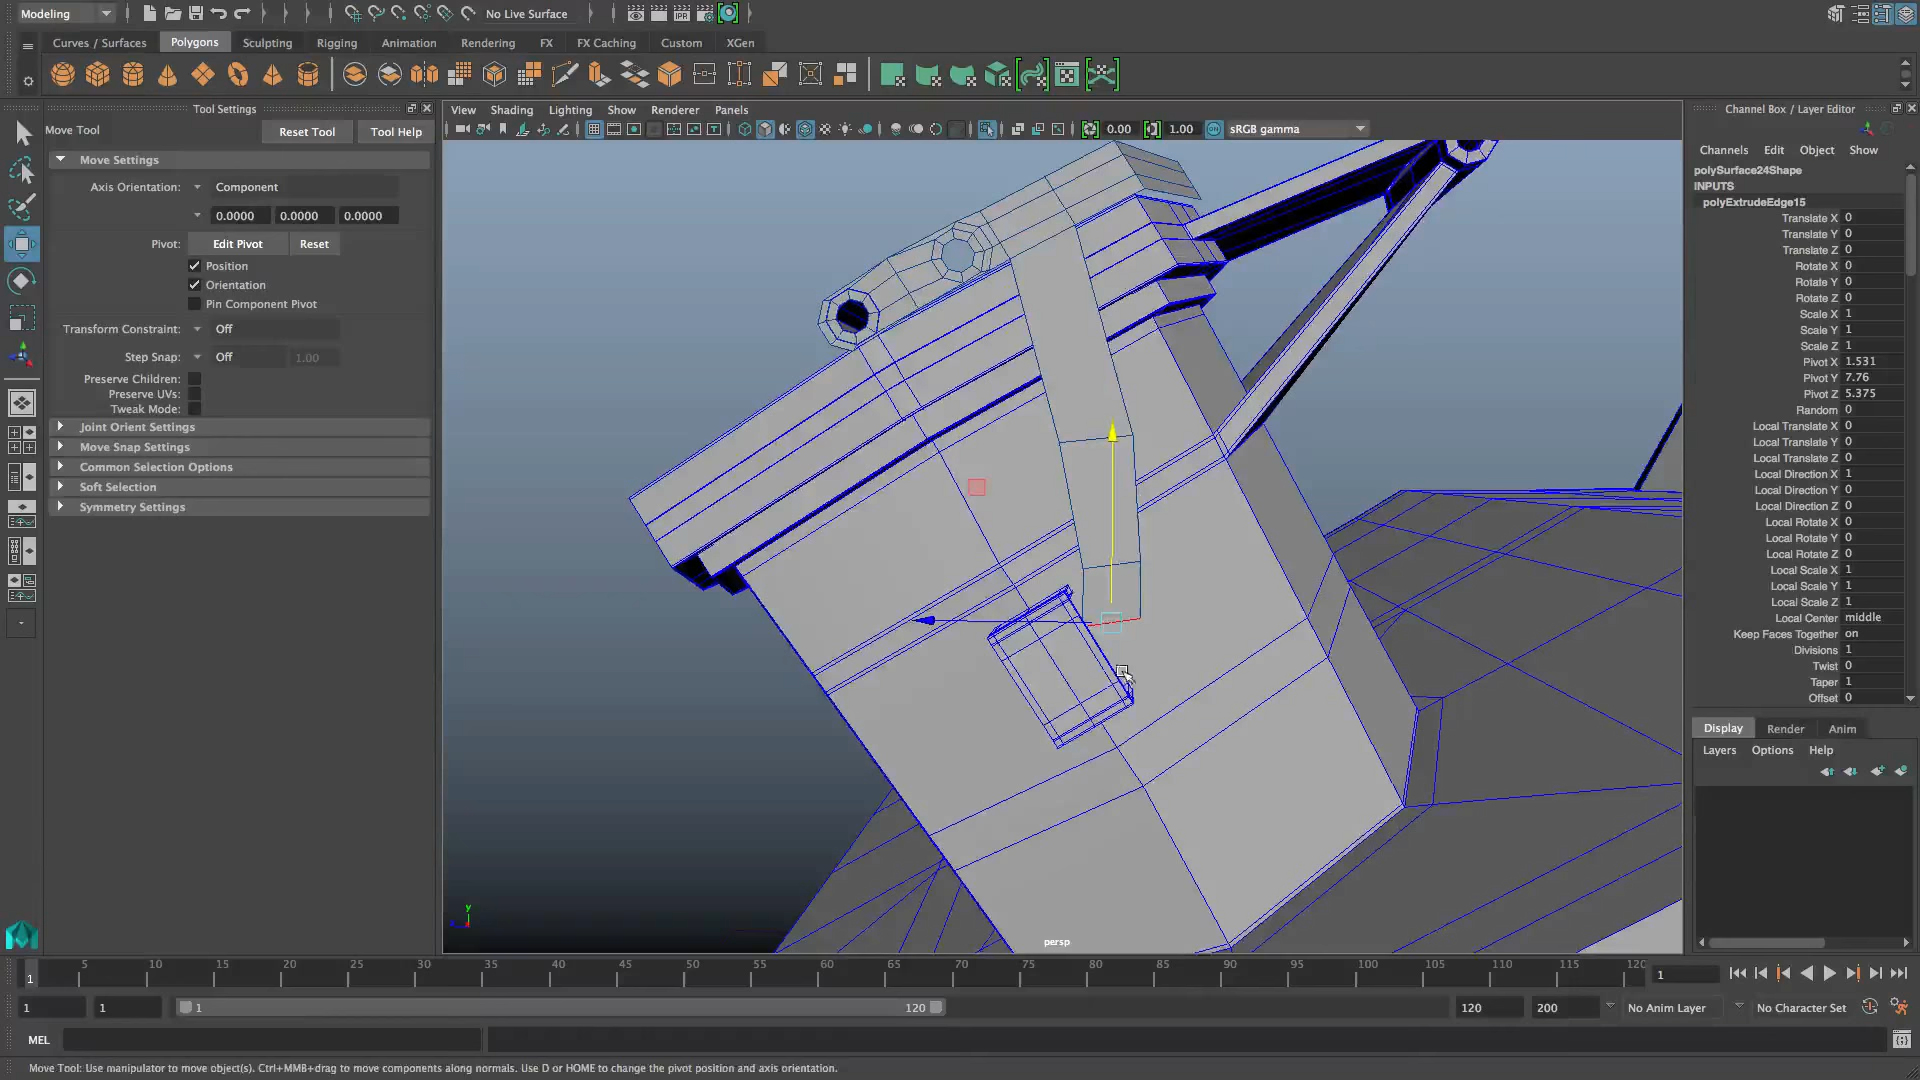 Modeling No Live Surface
Curves / Surfaces Polygons Sculpting Rigging Animation Rendering FX FX Caching Custom XGen
Tool Settings
Move Tool Reset Tool Tool Help
Move Settings
Axis Orientation: Component
0.0000 0.0000 0.0000
Pivot: Edit Pivot Reset
Position
Orientation
Pin Component Pivot
Transform Constraint: Off
Step Snap: Off 1.00
Preserve Children:
Preserve UVs:
Tweak Mode:
Joint Orient Settings
Move Snap Settings
Common Selection Options
Soft Selection
Symmetry Settings
View Shading Lighting Show Renderer Panels
0.00 1.00 sRGB gamma
y
persp
Channel Box / Layer Editor
Channels Edit Object Show
polySurface24Shape
INPUTS
polyExtrudeEdge15
Translate X 0
Translate Y 0
Translate Z 0
Rotate X 0
Rotate Y 0
Rotate Z 0
Scale X 1
Scale Y 1
Scale Z 1
Pivot X 1.531
Pivot Y 7.76
Pivot Z 5.375
Random 0
Local Translate X 0
Local Translate Y 0
Local Translate Z 0
Local Direction X 1
Local Direction Y 0
Local Direction Z 0
Local Rotate X 0
Local Rotate Y 0
Local Rotate Z 0
Local Scale X 1
Local Scale Y 1
Local Scale Z 1
Local Center middle
Keep Faces Together on
Divisions 1
Twist 0
Taper 1
Offset 0
Display Render Anim
Layers Options Help
1 5 10 15 20 25 30 35 40 45 50 55 60 65 70 75 80 85 90 95 100 105 110 115 120 1
1 1 1 120 120 200 No Anim Layer No Character Set
MEL
Move Tool: Use manipulator to move object(s). Ctrl+MMB+drag to move components along normals. Use D or HOME to change the pivot position and axis orientation.